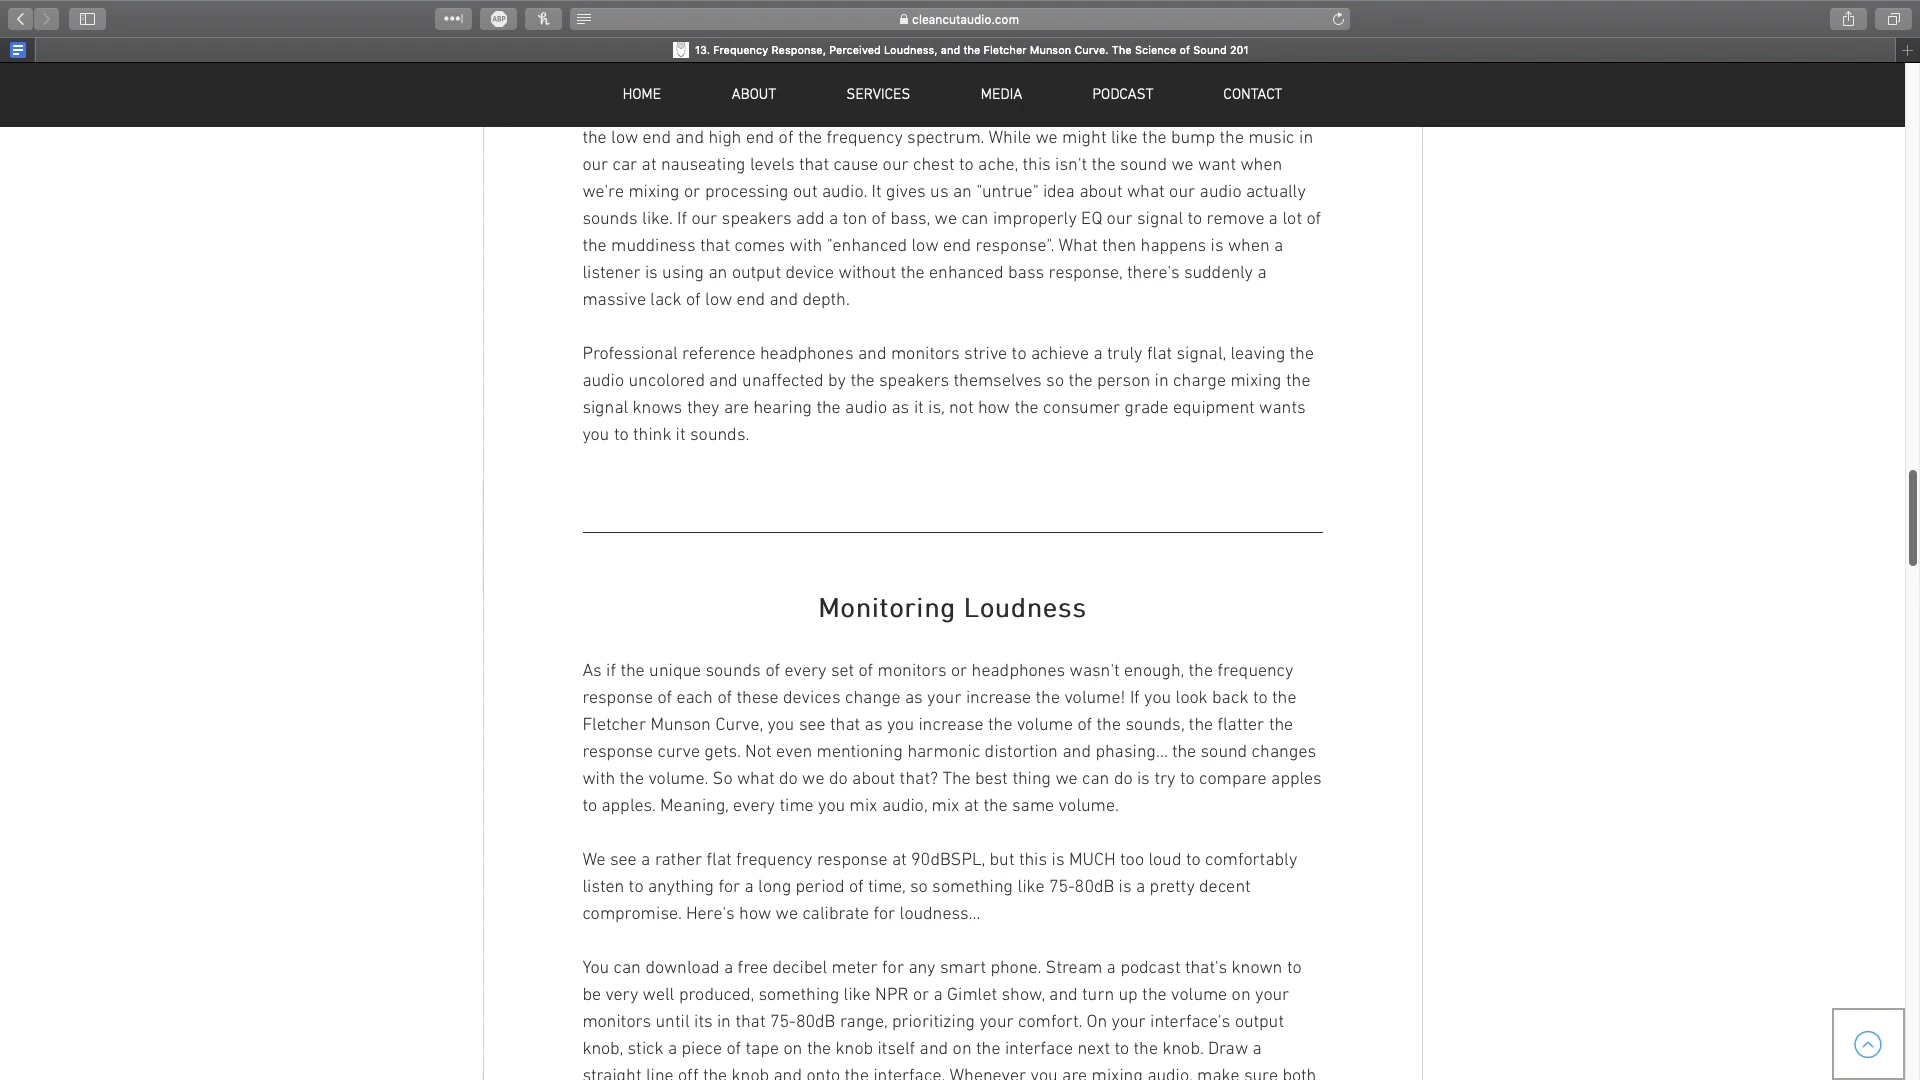 cleancutaudio.com
ABP
13. Frequency Response, Perceived Loudness, and the Fletcher Munson Curve. The Science of Sound 201
HOME ABOUT SERVICES MEDIA PODCAST CONTACT
the low end and high end of the frequency spectrum. While we might like the bump the music in
our car at nauseating levels that cause our chest to ache, this isn't the sound we want when
we're mixing or processing out audio. It gives us an "untrue" idea about what our audio actually
sounds like. If our speakers add a ton of bass, we can improperly EQ our signal to remove a lot of
the muddiness that comes with "enhanced low end response". What then happens is when a
listener is using an output device without the enhanced bass response, there's suddenly a
massive lack of low end and depth.
Professional reference headphones and monitors strive to achieve a truly flat signal, leaving the
audio uncolored and unaffected by the speakers themselves so the person in charge mixing the
signal knows they are hearing the audio as it is, not how the consumer grade equipment wants
you to think it sounds.
Monitoring Loudness
As if the unique sounds of every set of monitors or headphones wasn't enough, the frequency
response of each of these devices change as your increase the volume! If you look back to the
Fletcher Munson Curve, you see that as you increase the volume of the sounds, the flatter the
response curve gets. Not even mentioning harmonic distortion and phasing... the sound changes
with the volume. So what do we do about that? The best thing we can do is try to compare apples
to apples. Meaning, every time you mix audio, mix at the same volume.
We see a rather flat frequency response at 90dBSPL, but this is MUCH too loud to comfortably
listen to anything for a long period of time, so something like 75-80dB is a pretty decent
compromise. Here's how we calibrate for loudness...
You can download a free decibel meter for any smart phone. Stream a podcast that's known to
be very well produced, something like NPR or a Gimlet show, and turn up the volume on your
monitors until its in that 75-80dB range, prioritizing your comfort. On your interface's output
knob, stick a piece of tape on the knob itself and on the interface next to the knob. Draw a
straight line off the knob and onto the interface. Whenever you are mixing audio, make sure both